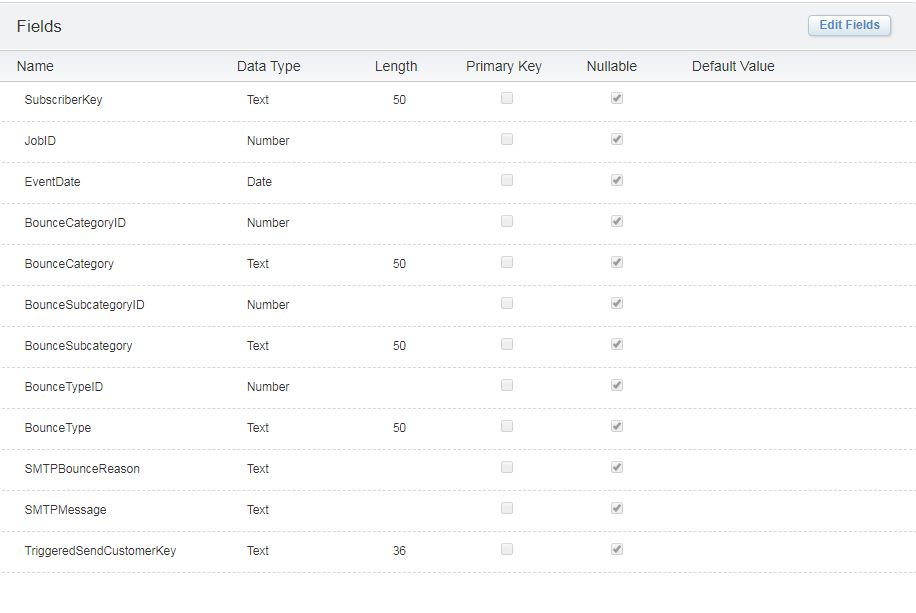 Fields Edit Fields
Name Data Type Length Primary Key Nullable Default Value
SubscriberKey Text 50
JobID Number
EventDate Date
BounceCategoryID Number
BounceCategory Text 50
BounceSubcategoryID Number
BounceSubcategory Text 50
BounceTypeID Number
BounceType Text 50
SMTPBounceReason Text
SMTPMessage Text
TriggeredSendCustomerKey Text 36